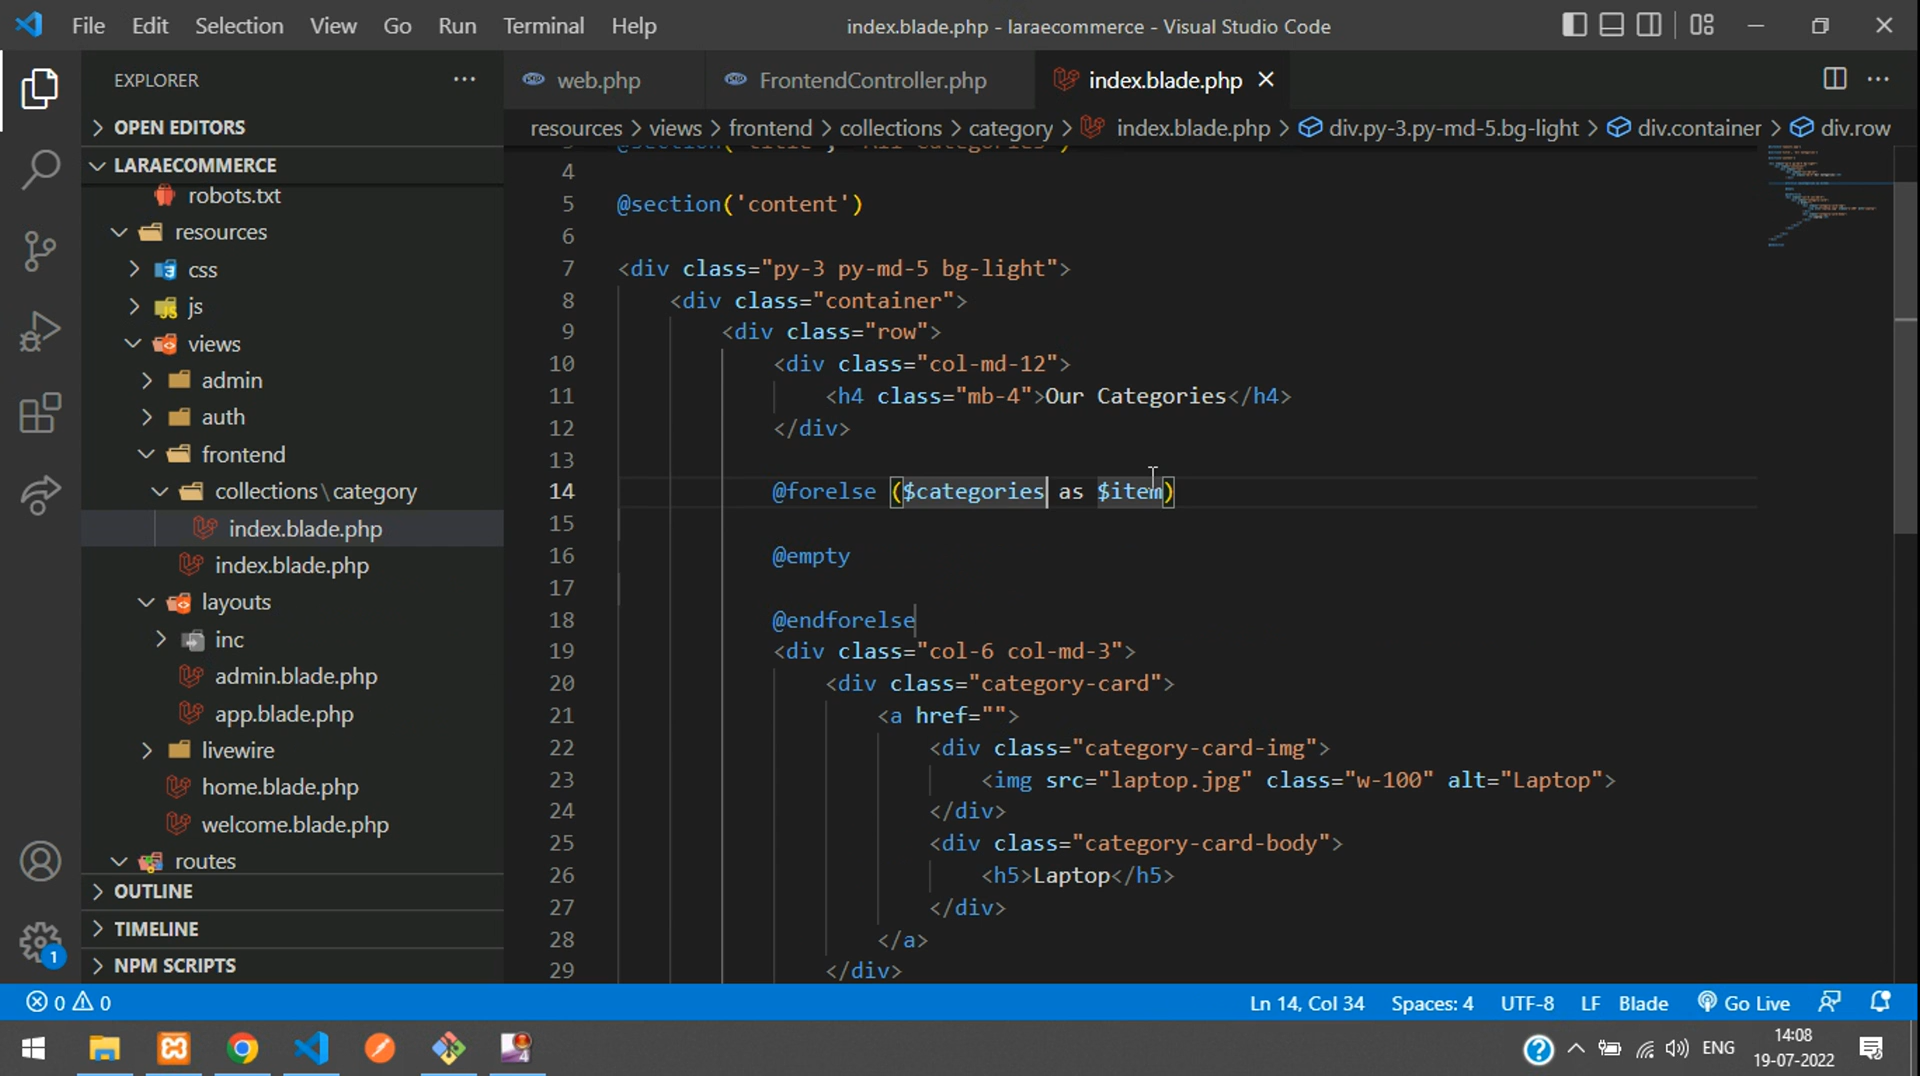 File Edit Selection View Go Run Terminal Help
index.blade.php - laraecommerce - Visual Studio Code
EXPLORER
web.php
FrontendController.php
index.blade.php
OPEN EDITORS
resources > views > frontend > collections > category > index.blade.php > div.py-3.py-md-5.bg-light > div.container > div.row
LARAECOMMERCE
robots.txt
resources
css
js
views
admin
auth
frontend
collections\category
index.blade.php
index.blade.php
layouts
inc
admin.blade.php
app.blade.php
livewire
home.blade.php
welcome.blade.php
routes
OUTLINE
TIMELINE
NPM SCRIPTS
4
5 @section('content')
6
7 <div class="py-3 py-md-5 bg-light">
8 <div class="container">
9 <div class="row">
10 <div class="col-md-12">
11 <h4 class="mb-4">Our Categories</h4>
12 </div>
13
14 @forelse ($categories as $item)
15
16 @empty
17
18 @endforelse
19 <div class="col-6 col-md-3">
20 <div class="category-card">
21 <a href="">
22 <div class="category-card-img">
23 <img src="laptop.jpg" class="w-100" alt="Laptop">
24 </div>
25 <div class="category-card-body">
26 <h5>Laptop</h5>
27 </div>
28 </a>
29 </div>
1
0 0
Ln 14, Col 34 Spaces: 4 UTF-8 LF Blade Go Live
4
ENG
14:08
19-07-2022